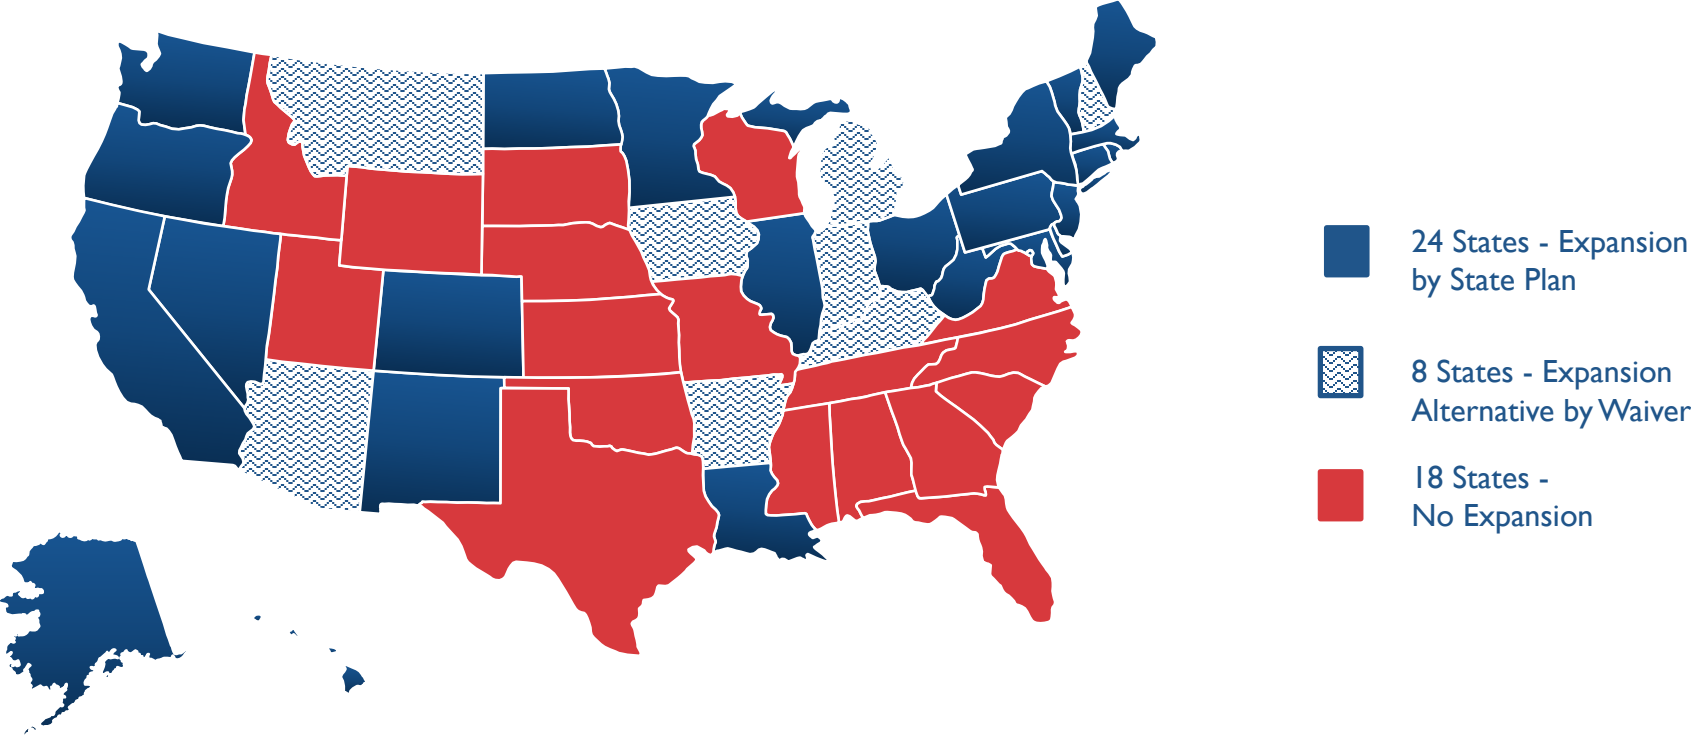 24 States - Expansion
by State Plan
8 States - Expansion
Alternative by Waiver
18 States -
No Expansion